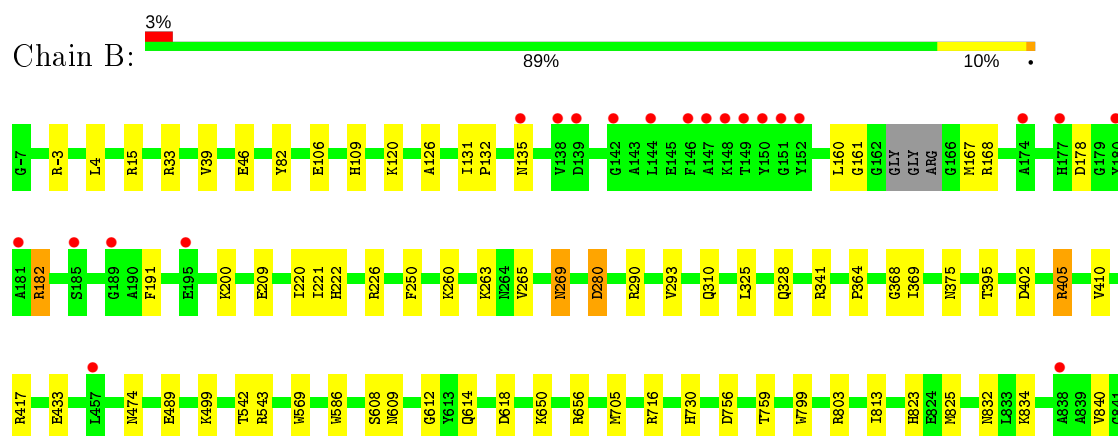 3%
Chain B:
89% 10% •
G-7 R-3 L4 R15 R33 V39 E46 Y82 E106 H109 K120 A126 I131 P132 N135 V138 D139 G142 A143 L144 E145 F146 A147 K148 T149 Y150 G151 Y152 L160 G161 G162 GLY GLY ARG G166 M167 R168 A174 H177 D178 G179 Y180
A181 R182 S185 G189 A190 F191 E195 K200 E209 I220 I221 H222 R226 F250 K260 K263 N264 V265 N269 D280 R290 V293 Q310 L325 Q328 R341 P364 G368 I369 N375 T395 D402 R405 V410
R417 E433 L457 N474 E489 K499 T542 R543 W569 W586 S608 N609 G612 Y613 Q614 D618 K650 R656 M705 R716 H730 D756 T759 W799 R803 I813 H823 E824 M825 N832 L833 K834 A838 A839 V840